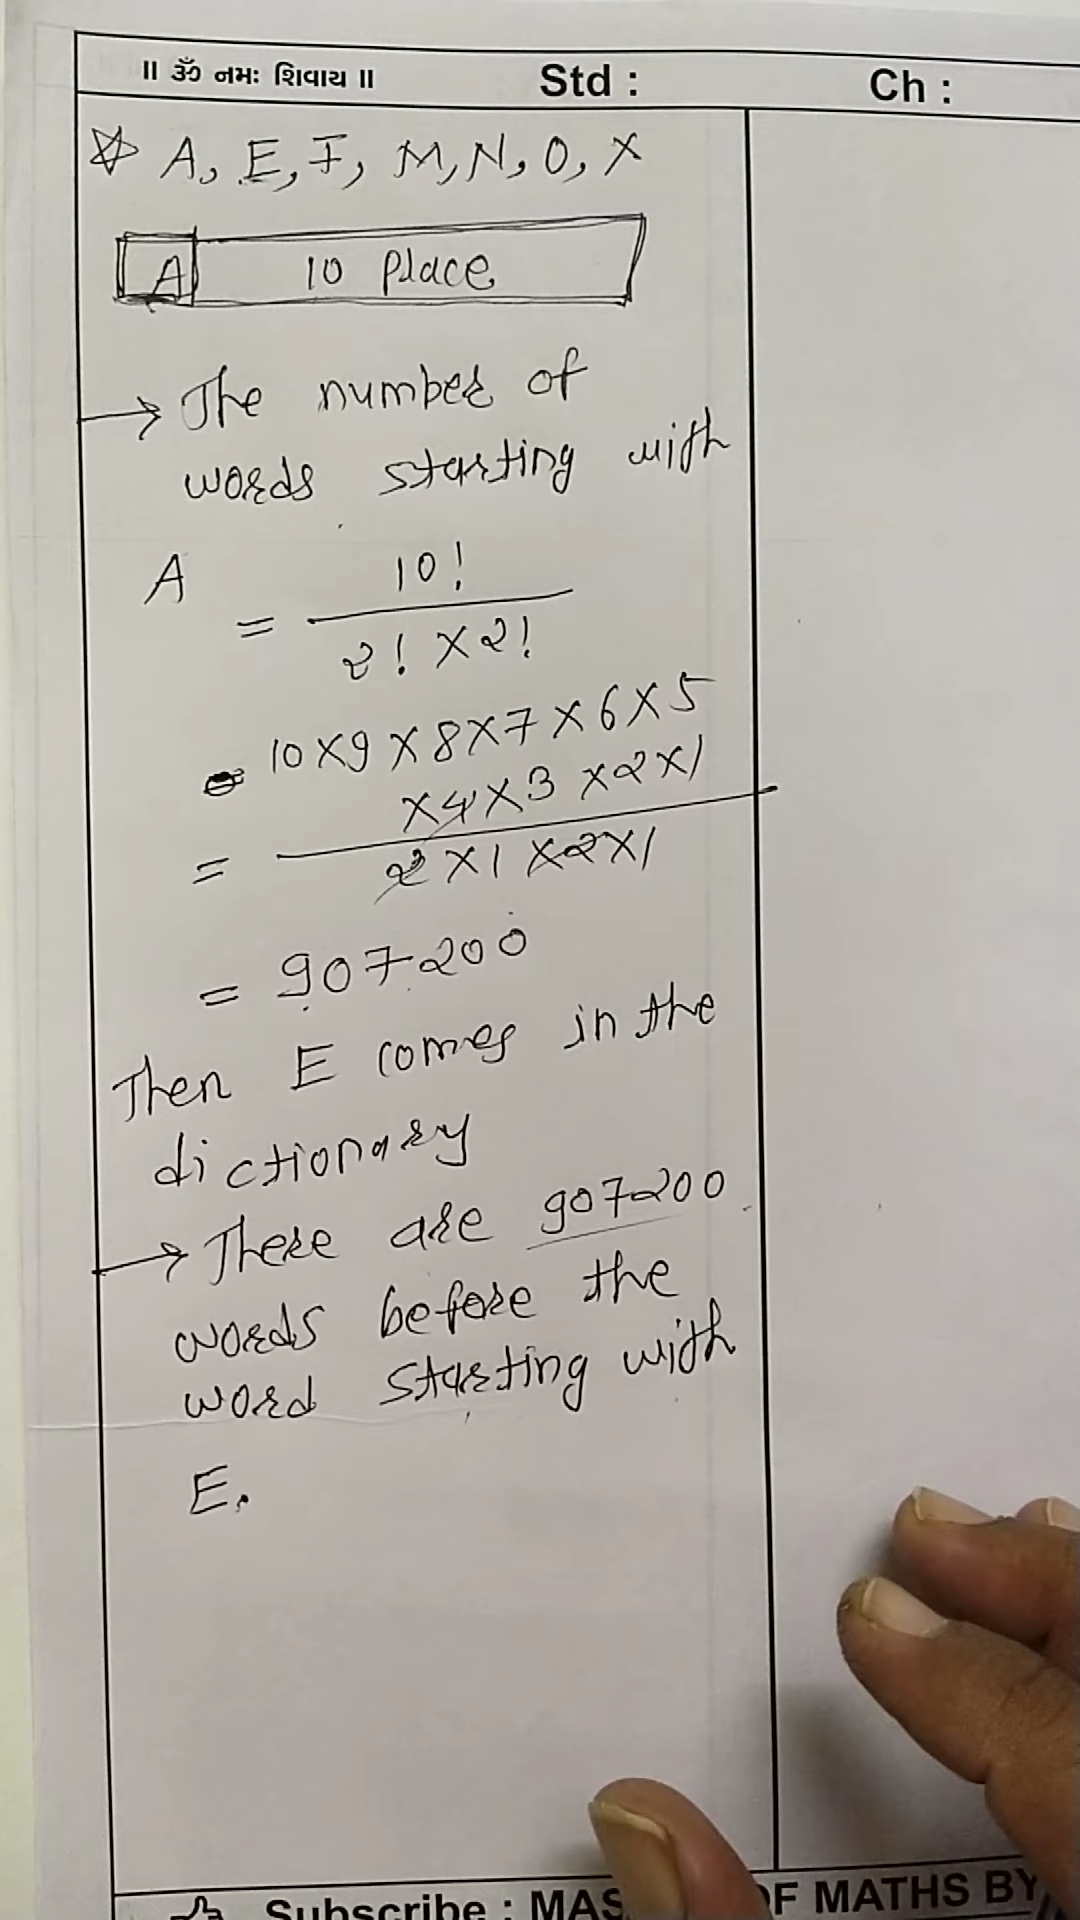 ॥ ૐ નમઃ શિવાય ॥ Std : Ch :
☆ A, E, I, M, N, O, X
A 10 Place
→ The number of
words starting with
A
= 10! / 2! × 2!
10×9×8×7×6×5
×4×3×2×1
= 2×1×2×1
= 907200
Then E comes in the
dictionary
→ There are 907200
words before the
word starting with
E.
Subscribe : MAS OF MATHS BY